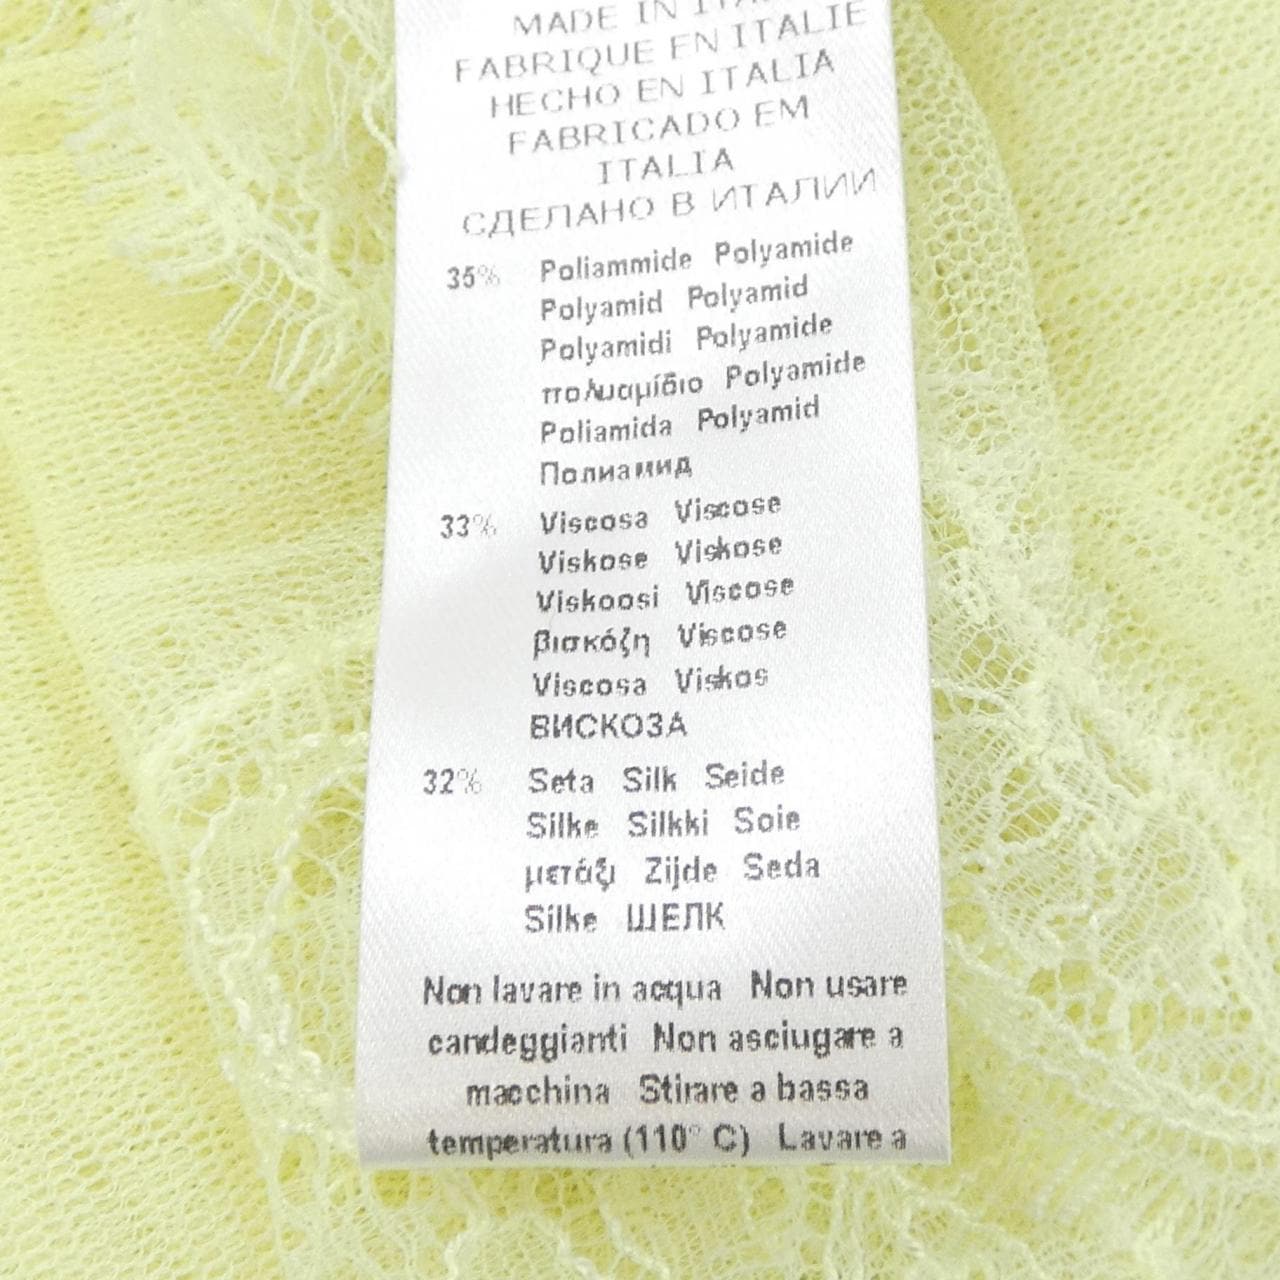 MADE IN ITA
FABRIQUE EN ITALIE
HECHO EN ITALIA
FABRICADO EM
ITALIA
СДЕЛАНО В ИТАЛИИ
35% Poliammide Polyamide
Polyamid Polyamid
Polyamidi Polyamide
πολυαμίδιο Polyamide
Poliamida Polyamid
Полиамид
33% Viscosa Viscose
Viskose Viskose
Viskoosi Viscose
βισκόζη Viscose
Viscosa Viskos
ВИСКОЗА
32% Seta Silk Seide
Silke Silkki Soie
μετάξι Zijde Seda
Silke ШЕЛК
Non lavare in acqua Non usare
candeggianti Non asciugare a
macchina Stirare a bassa
temperatura (110° C) Lavare a